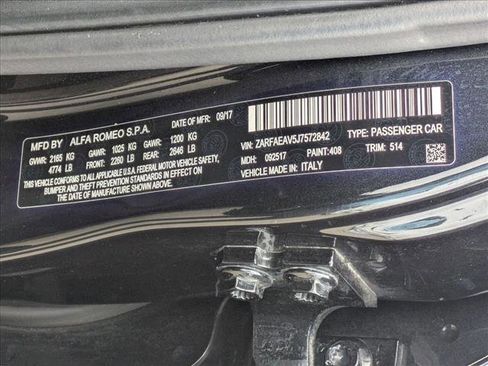 MFD BY ALFA ROMEO S.P.A. DATE OF MFR 09/17
GVWR: 2165 KG GAWR: 1025 KG GAWR: 1200 KG
4774 LB FRONT: 2260 LB REAR: 2646 LB
THIS VEHICLE CONFORMS TO ALL APPLICABLE U.S.A. FEDERAL MOTOR VEHICLE SAFETY,
BUMPER AND THEFT PREVENTION STANDARDS IN EFFECT ON
THE DATE OF MANUFACTURE SHOWN ABOVE.
VIN: ZARFAEAV5J7572842 TYPE: PASSENGER CAR
MDH: 092517 PAINT:408 TRIM: 514
MADE IN: ITALY